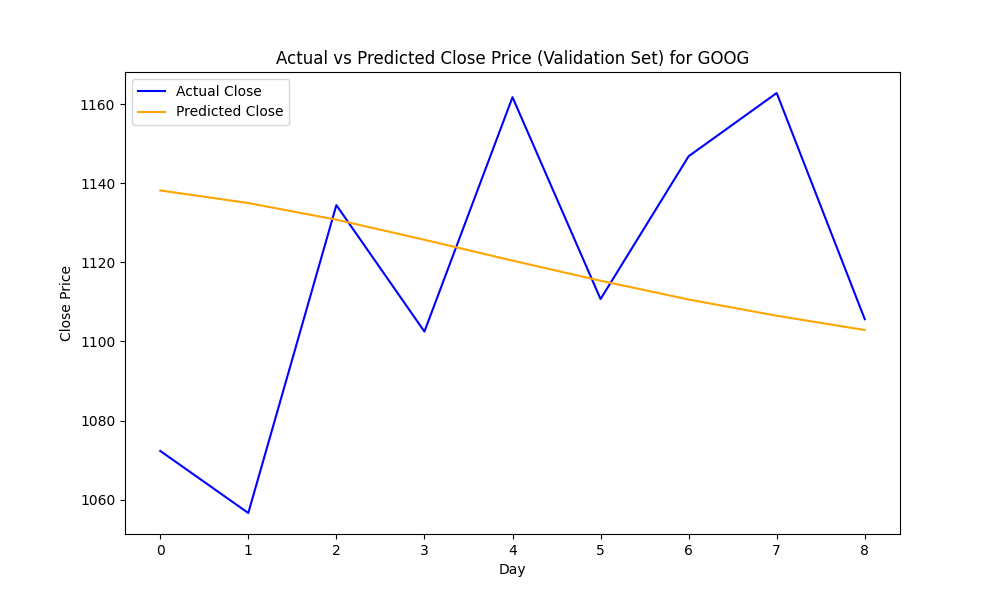 Actual vs Predicted Close Price (Validation Set) for GOOG
Actual Close
Predicted Close
1160
1140
1120
1100
1080
1060
Close Price
0 1 2 3 4 5 6 7 8
Day